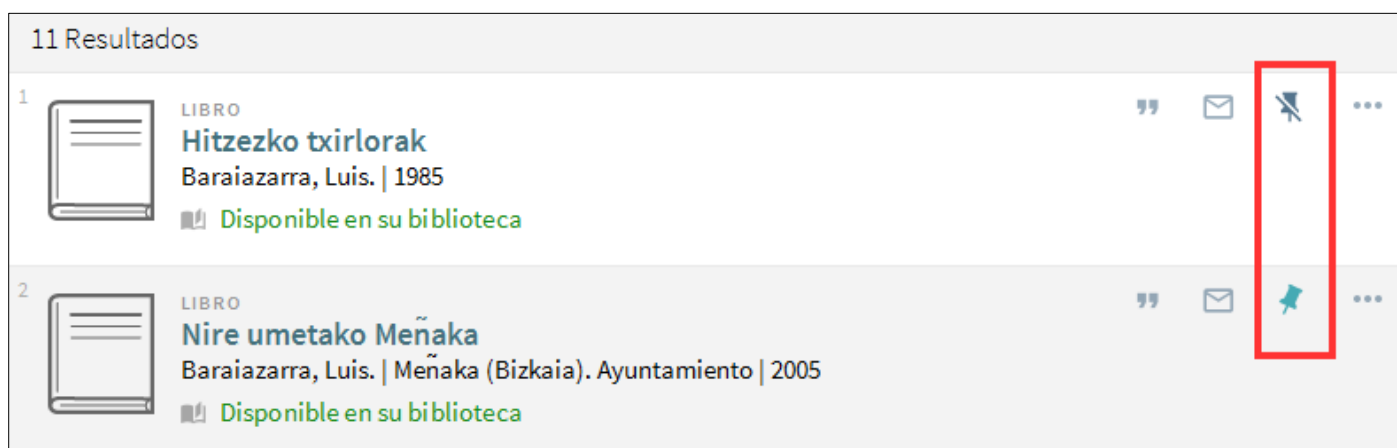 11 Resultados
1
LIBRO
Hitzezko txirlorak
Baraiazarra, Luis. | 1985
Disponible en su biblioteca
2
LIBRO
Nire umetako Meñaka
Baraiazarra, Luis. | Meñaka (Bizkaia). Ayuntamiento | 2005
Disponible en su biblioteca